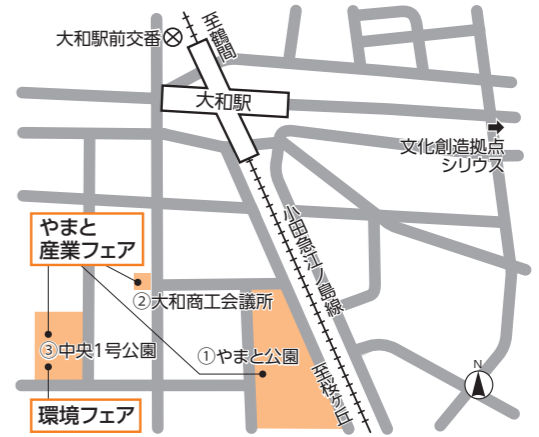 至鶴間
大和駅前交番
大和駅
文化創造拠点
シリウス
小田急江ノ島線
やまと
産業フェア
②大和商工会議所
③中央1号公園
①やまと公園
至桜ヶ丘
環境フェア
N